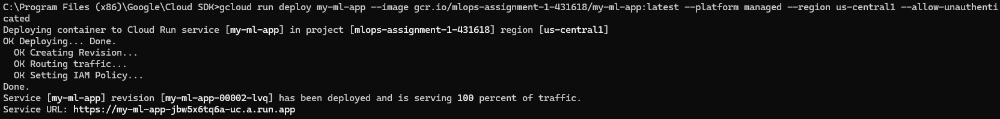 C:\Program Files (x86)\Google\Cloud SDK>gcloud run deploy my-ml-app --image gcr.io/mlops-assignment-1-431618/my-ml-app:latest --platform managed --region us-central1 --allow-unauthenti
cated
Deploying container to Cloud Run service [my-ml-app] in project [mlops-assignment-1-431618] region [us-central1]
OK Deploying... Done.
  OK Creating Revision...
  OK Routing traffic...
  OK Setting IAM Policy...
Done.
Service [my-ml-app] revision [my-ml-app-00002-lvq] has been deployed and is serving 100 percent of traffic.
Service URL: https://my-ml-app-jbw5x6tq6a-uc.a.run.app